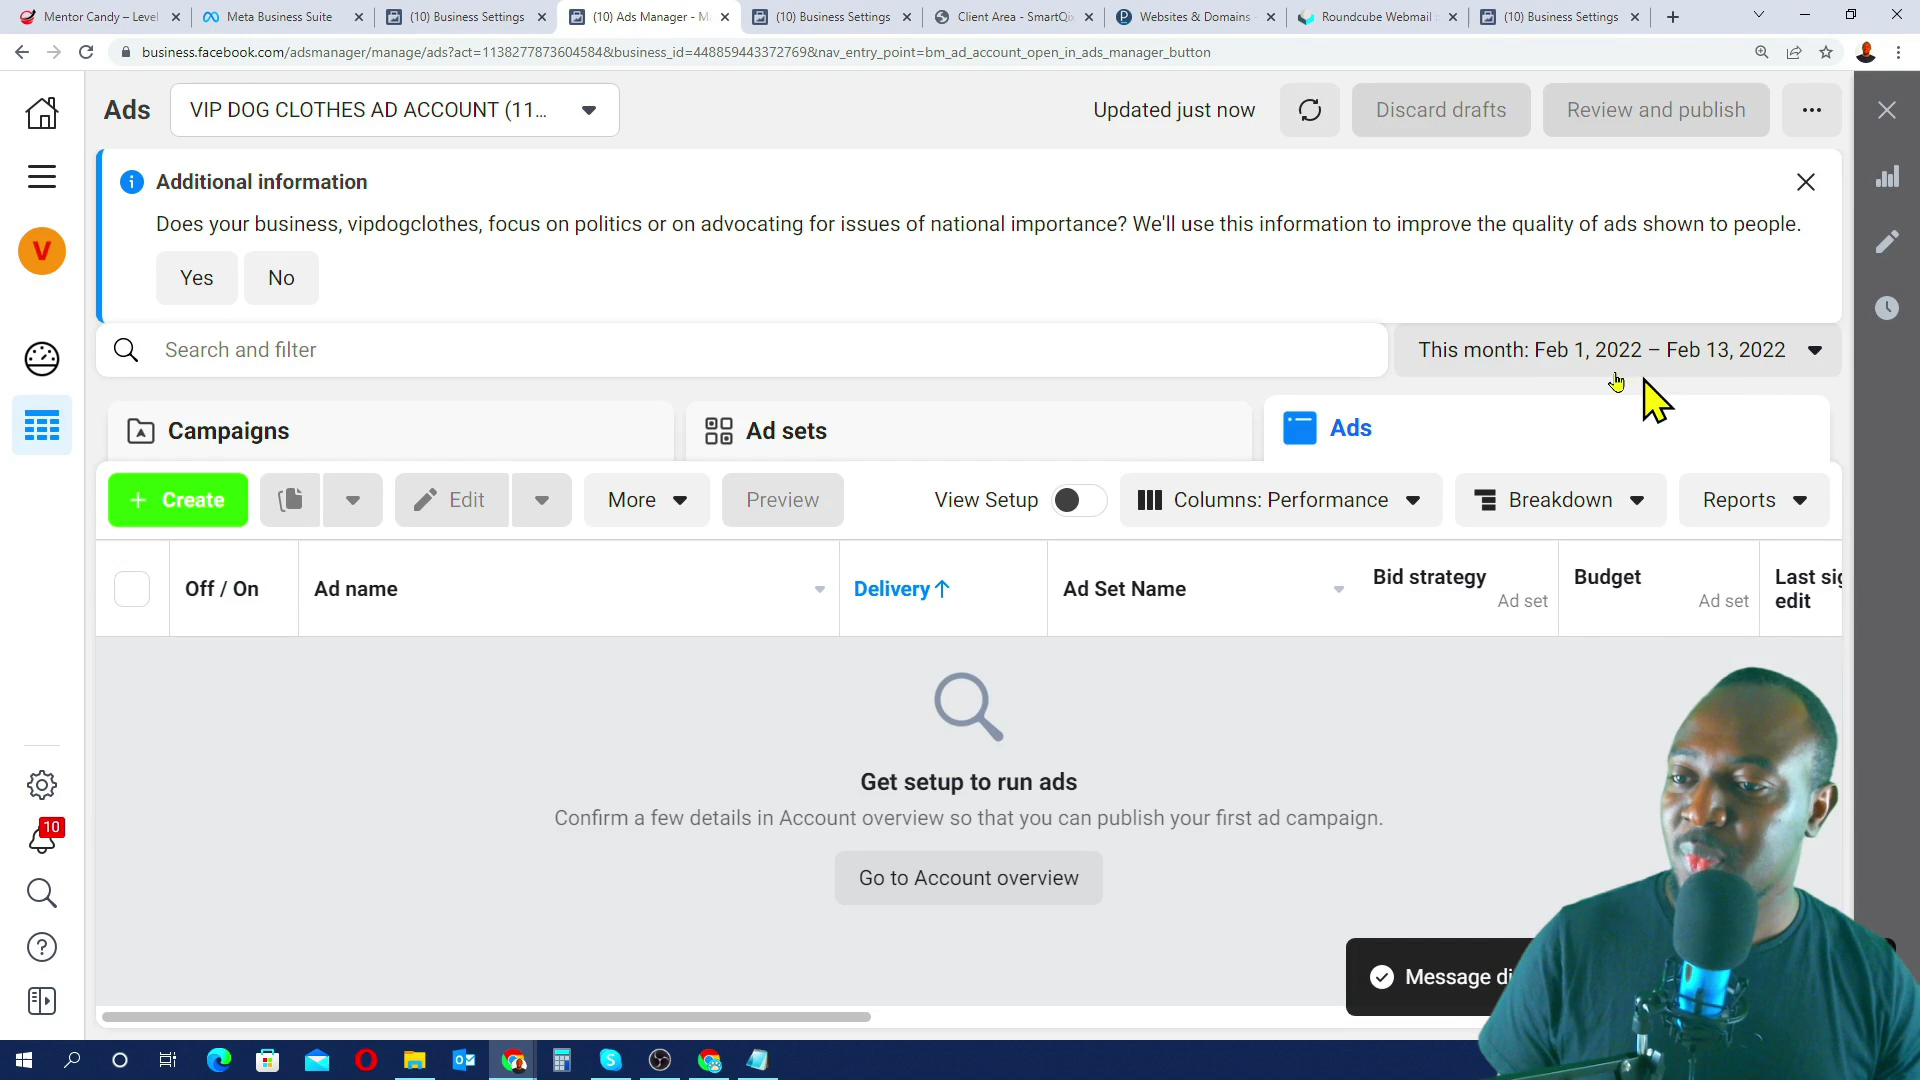 Mentor Candy – Level
Meta Business Suite
(10) Business Settings
(10) Ads Manager - M
(10) Business Settings
Client Area - SmartQi
Websites & Domains
Roundcube Webmail
(10) Business Settings
business.facebook.com/adsmanager/manage/ads?act=1138277873604584&business_id=448859443372769&nav_entry_point=bm_ad_account_open_in_ads_manager_button
Ads
VIP DOG CLOTHES AD ACCOUNT (11...
Updated just now
Discard drafts
Review and publish
Additional information
Does your business, vipdogclothes, focus on politics or on advocating for issues of national importance? We'll use this information to improve the quality of ads shown to people.
Yes
No
V
Search and filter
This month: Feb 1, 2022 – Feb 13, 2022
Campaigns
Ad sets
Ads
+ Create
Edit
More
Preview
View Setup
Columns: Performance
Breakdown
Reports
Off / On
Ad name
Delivery↑
Ad Set Name
Bid strategy
Ad set
Budget
Ad set
Last sig
edit
Get setup to run ads
Confirm a few details in Account overview so that you can publish your first ad campaign.
Go to Account overview
10
Message di